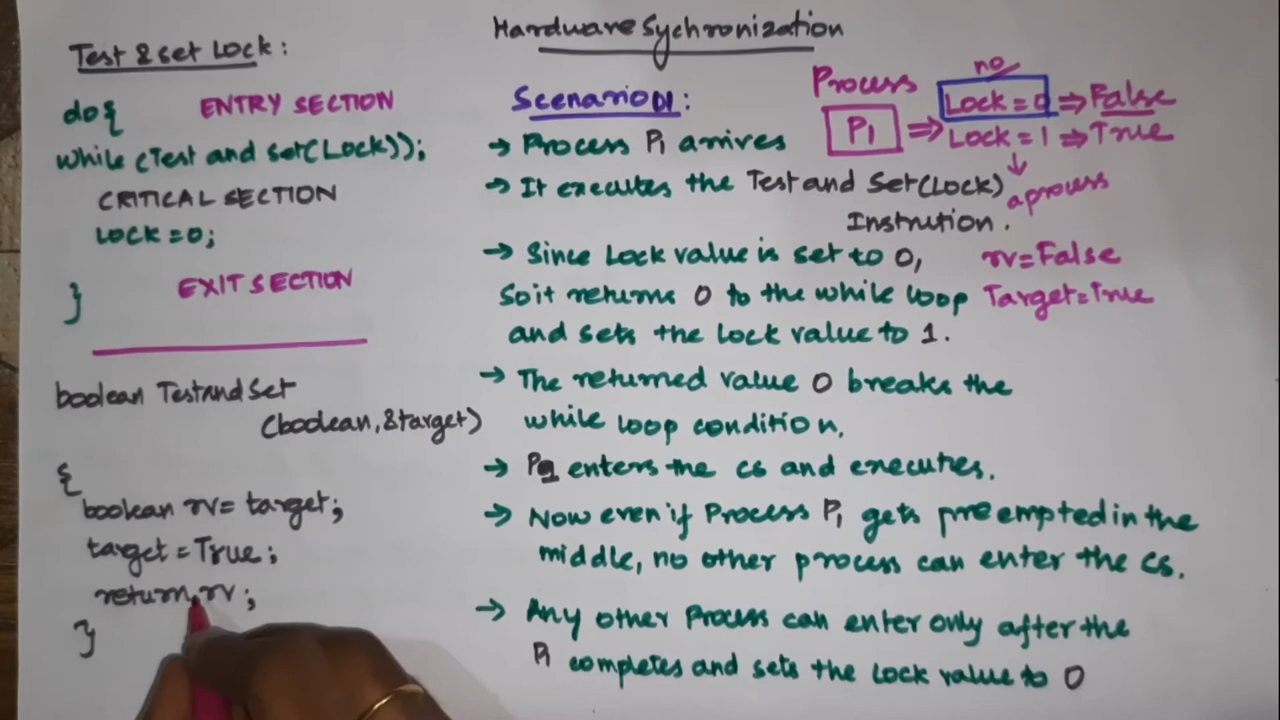 Hardware Sychronization
Test & set Lock :
do{ ENTRY SECTION
while (Test and set(Lock));
CRITICAL SECTION
LOCK = 0;
EXIT SECTION
}
boolean TestandSet
(boolean, &target)
{
boolean rv = target;
target = True;
return rv;
}
Scenario 01 :
→ Process P1 arrives
→ It executes the Test and Set(Lock)
Instrution.
→ Since Lock value is set to 0,
So it returns 0 to the while loop
and sets the lock value to 1.
→ The returned value 0 breaks the
while loop condition.
→ P1 enters the cs and executies.
→ Now even if Process P1 gets preempted in the
middle, no other process can enter the cs.
→ Any other Process can enter only after the
P1 completes and sets the Lock value to 0
Process
P1 ⇒
no
Lock = 0 ⇒ False
Lock = 1 ⇒ True
↓
a process
rv = False
Target = True